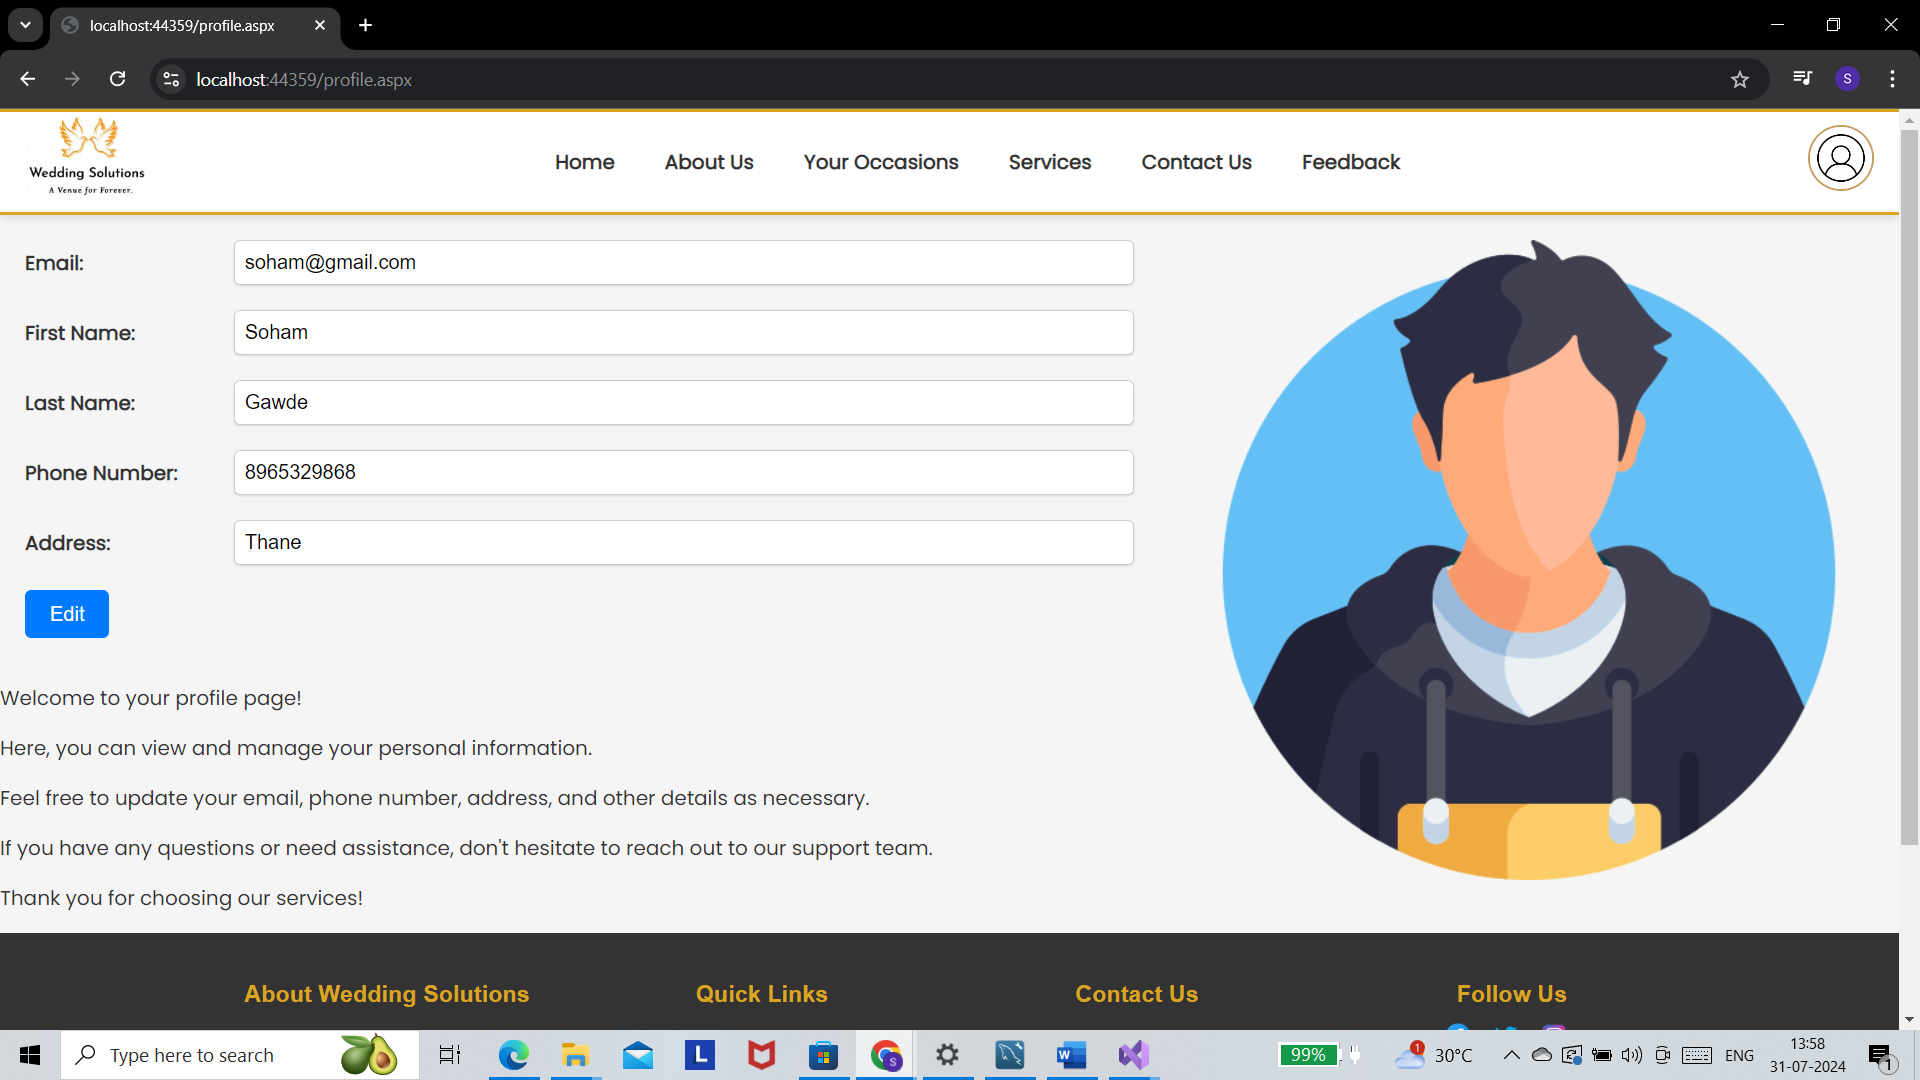 localhost:44359/profile.aspx
localhost:44359/profile.aspx
S
Wedding Solutions
A Venue for Forever.
Home About Us Your Occasions Services Contact Us Feedback
Email: soham@gmail.com
First Name: Soham
Last Name: Gawde
Phone Number: 8965329868
Address: Thane
Edit
Welcome to your profile page!
Here, you can view and manage your personal information.
Feel free to update your email, phone number, address, and other details as necessary.
If you have any questions or need assistance, don't hesitate to reach out to our support team.
Thank you for choosing our services!
About Wedding Solutions Quick Links Contact Us Follow Us
Type here to search L S W 99% 1 30°C ENG 13:58
31-07-2024 1